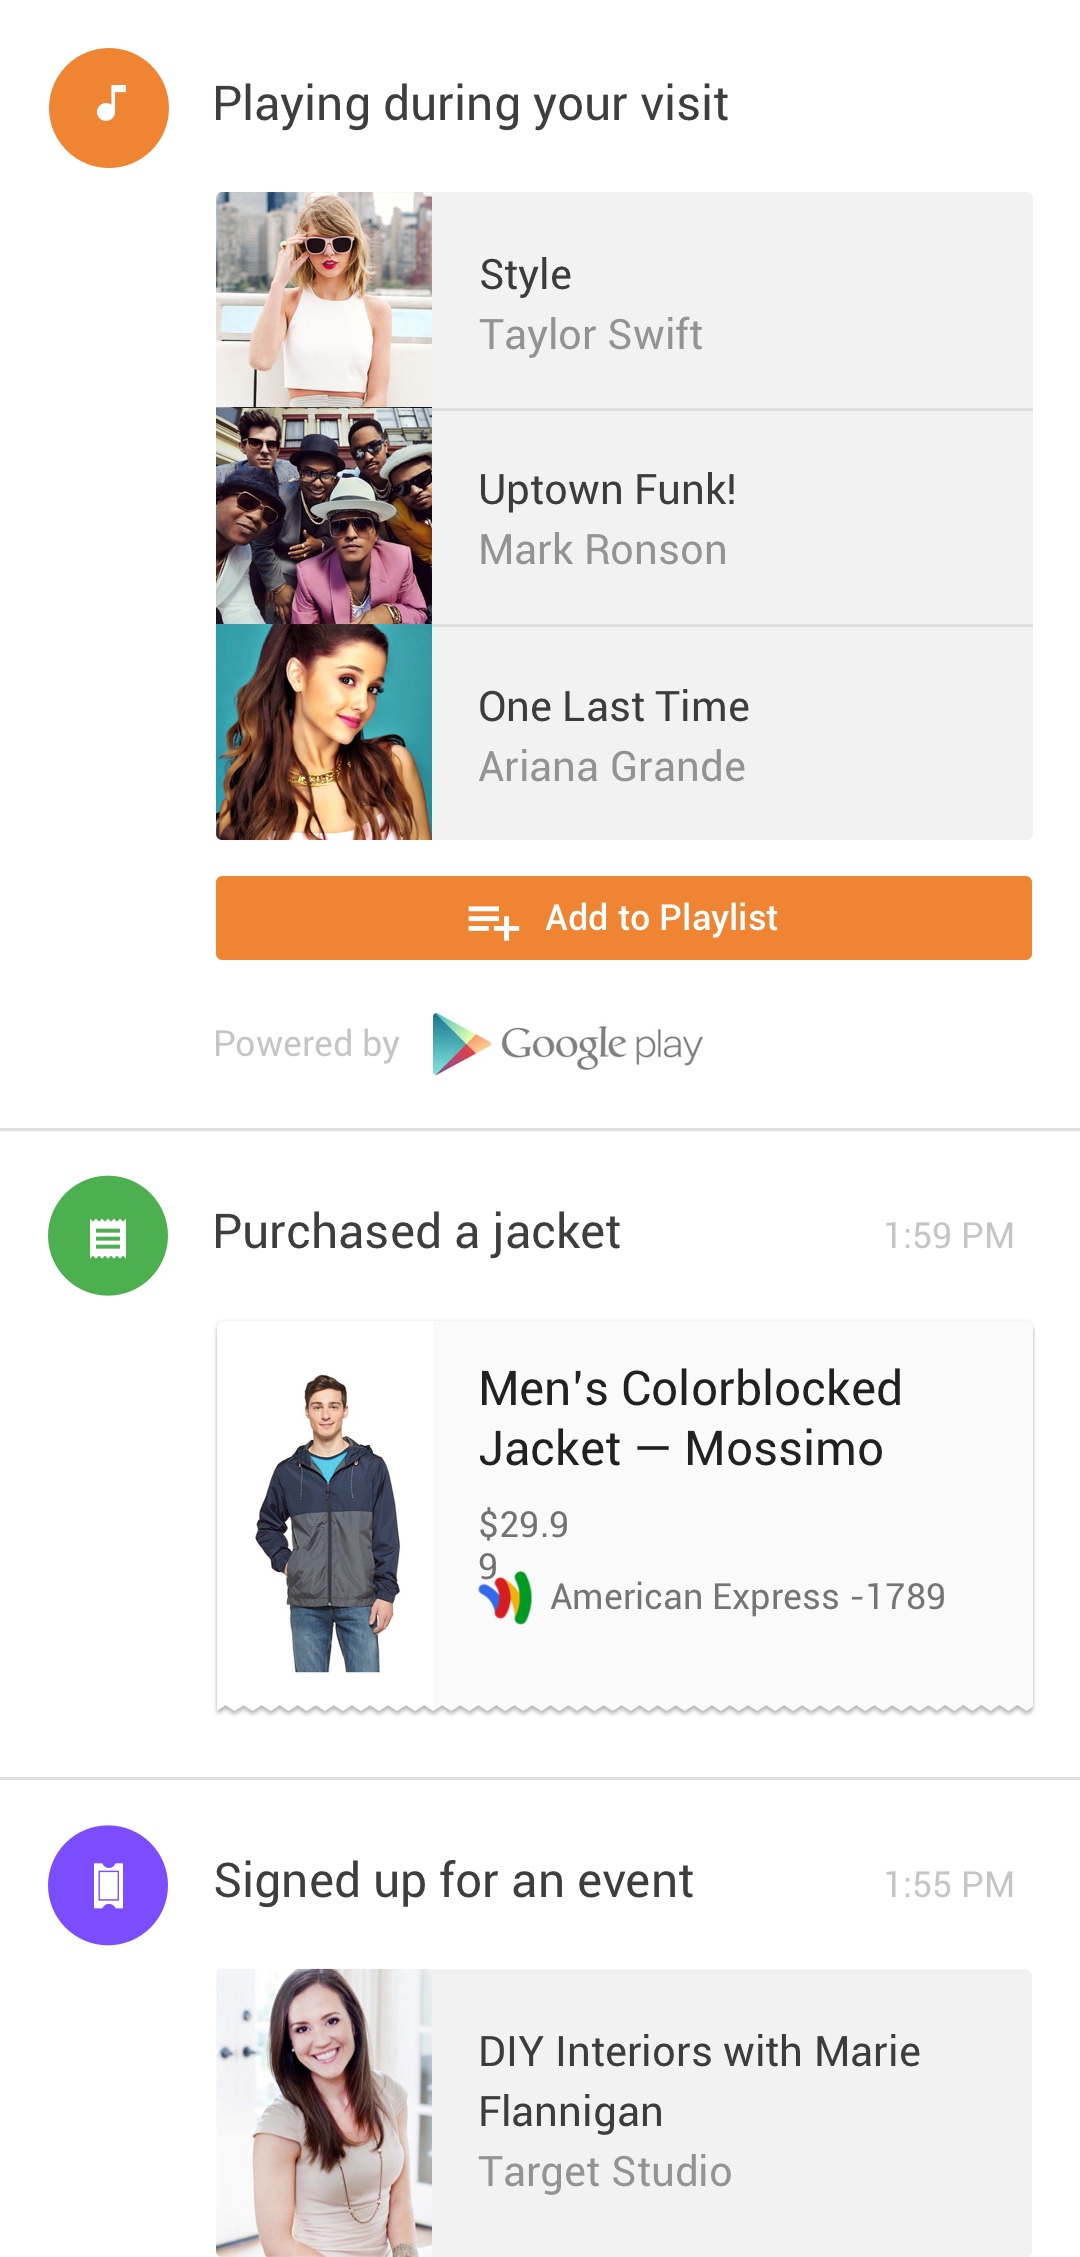 Playing during your visit
Style
Taylor Swift
Uptown Funk!
Mark Ronson
One Last Time
Ariana Grande
Add to Playlist
Powered by Google play
Purchased a jacket 1:59 PM
Men's Colorblocked
Jacket — Mossimo
$29.9
9
American Express -1789
Signed up for an event 1:55 PM
DIY Interiors with Marie
Flannigan
Target Studio